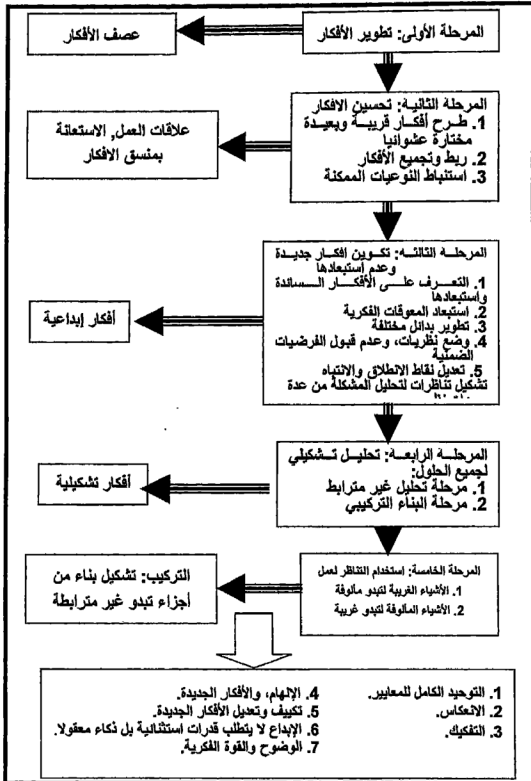 المرحلة الأولى: تطوير الأفكار
عصف الأفكار
المرحلة الثانية: تحسين الافكار
1. طرح أفكار قريبة وبعيدة
مختارة عشوائيا
2. ربط وتجميع الأفكار
3. استنباط النوعيات الممكنة
علاقات العمل, الاستعانة
بمنسق الافكار
المرحلة الثالثة: تكوين افكار جديدة
وعدم استبعادها
1. التعرف على الأفكار السائدة
واستبعادها
2. استبعاد المعوقات الفكرية
3. تطوير بدائل مختلفة
4. وضع نظريات، وعدم قبول الفرضيات
الضمنية
5. تعديل نقاط الانطلاق والانتباه
تشكيل تناظرات لتحليل المشكلة من عدة
أفكار إبداعية
المرحلة الرابعة: تحليل تشكيلي
لجميع الحلول:
1. مرحلة تحليل غير مترابط
2. مرحلة البناء التركيبي
أفكار تشكيلية
المرحلة الخامسة: استخدام التناظر لعمل
1. الأشياء الغريبة لتبدو مألوفة
2. الأشياء المألوفة لتبدو غريبة
التركيب: تشكيل بناء من
أجزاء تبدو غير مترابطة
1. التوحيد الكامل للمعايير.
2. الانعكاس.
3. التفكيك.
4. الإلهام، والأفكار الجديدة.
5. تكييف وتعديل الأفكار الجديدة.
6. الإبداع لا يتطلب قدرات استثنائية بل ذكاء معقولا.
7. الوضوح والقوة الفكرية.